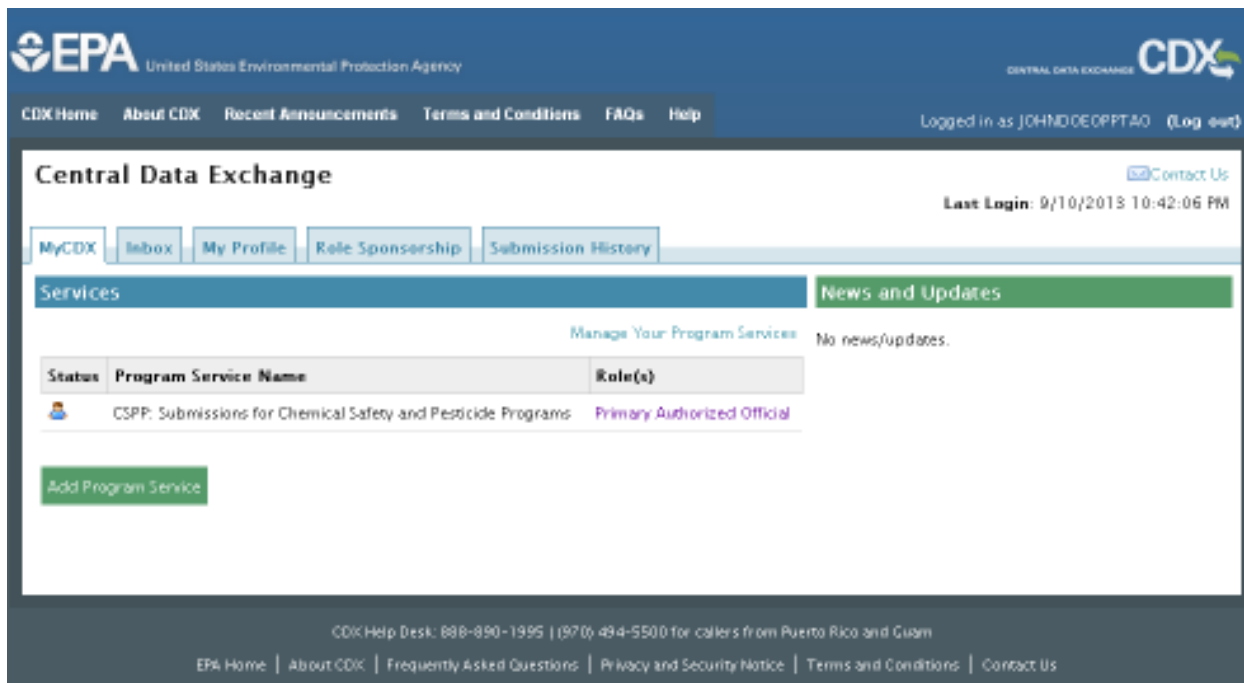 EPA United States Environmental Protection Agency
CENTRAL DATA EXCHANGE CDX
CDX Home About CDX Recent Announcements Terms and Conditions FAQs Help
Logged in as JOHNDOEOPPTAO (Log out)
Central Data Exchange
Contact Us
Last Login: 9/10/2013 10:42:06 PM
MyCDX Inbox My Profile Role Sponsorship Submission History
Services
News and Updates
Manage Your Program Services
No news/updates.
Status Program Service Name Role(s)
CSPP: Submissions for Chemical Safety and Pesticide Programs Primary Authorized Official
Add Program Service
CDX Help Desk: 888-890-1995 | (970) 494-5500 for callers from Puerto Rico and Guam
EPA Home | About CDX | Frequently Asked Questions | Privacy and Security Notice | Terms and Conditions | Contact Us